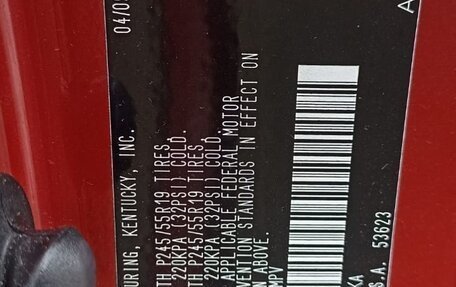 URING, KENTUCKY, INC. 04/0
TH P245/55R19 TIRES,
220KPA (32PSI) COLD.
TH P245/55R19 TIRES
220KPA (32PSI) COLD.
APPLICABLE FEDERAL MOTOR
VENTION STANDARDS IN EFFECT ON
N ABOVE.
MPV
KA
S.A. 53623
A